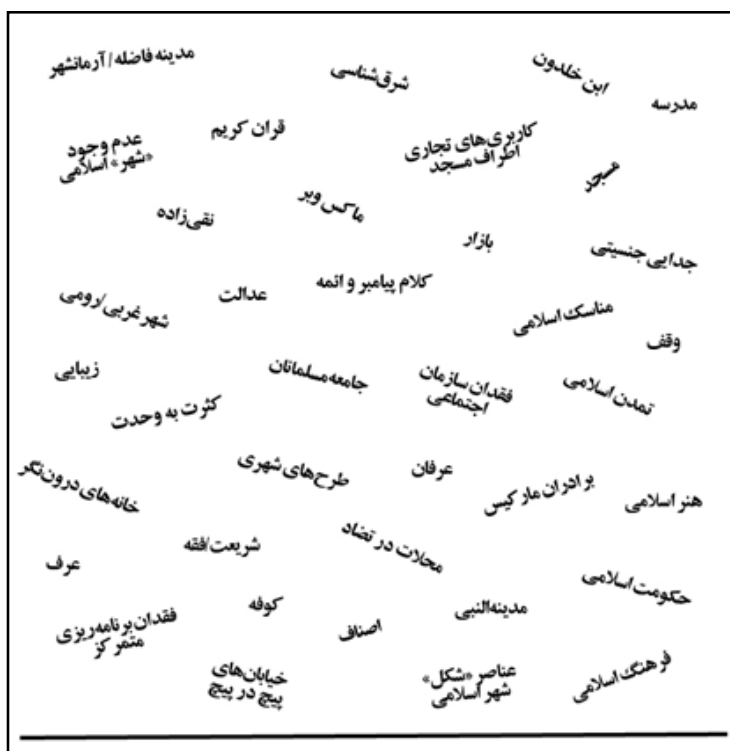 مدینه فاضله/آرمانشهر
شرق‌شناسی
ابن خلدون
مدرسه
عدم وجود
«شهر» اسلامی
قران کریم
کاربری‌های تجاری
اطراف مسجد
مسجد
نقی‌زاده
ماکس وبر
بازار
جدایی جنسیتی
شهر غربی/رومی
عدالت
کلام پیامبر و ائمه
مناسک اسلامی
وقف
زیبایی
جامعه مسلمانان
فقدان سازمان
اجتماعی
تمدن اسلامی
کثرت به وحدت
خانه‌های درون‌نگر
طرح‌های شهری
عرفان
برادران مارکیس
هنر اسلامی
عرف
شریعت/فقه
محلات در تضاد
حکومت اسلامی
فقدان برنامه‌ریزی
متمرکز
کوفه
اصناف
مدینه‌النبی
خیابان‌های
پیچ در پیچ
عناصر «شکل»
شهر اسلامی
فرهنگ اسلامی